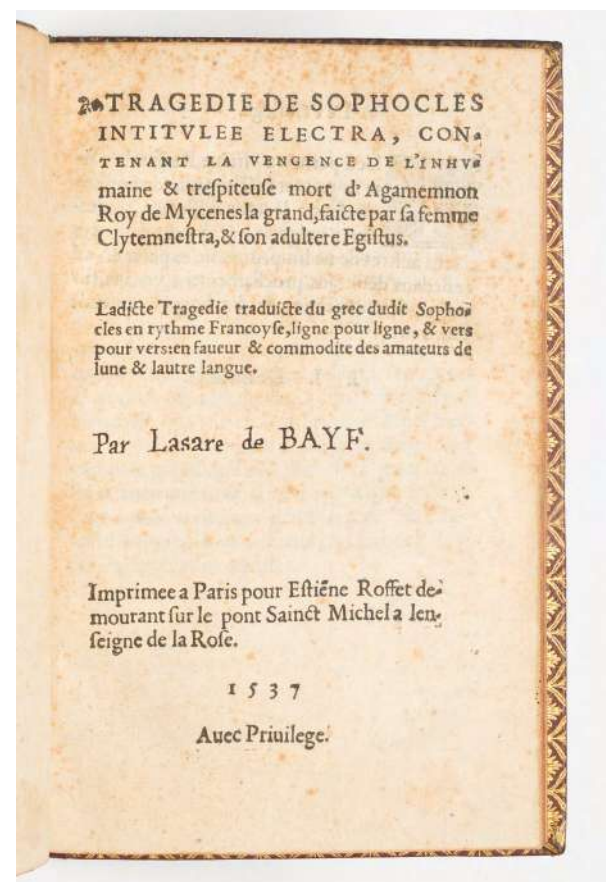 TRAGEDIE DE SOPHOCLES
INTITVLEE ELECTRA, CON-
TENANT LA VENGENCE DE L'INHV-
maine & treſpiteuſe mort d'Agamemnon
Roy de Mycenes la grand, faicte par ſa femme
Clytemneſtra, & ſon adultere Egiſtus.
Ladicte Tragedie traduicte du grec dudit Sopho-
cles en rythme Francoyſe, ligne pour ligne, & vers
pour vers: en faueur & commodite des amateurs de
lune & lautre langue.
Par Lasare de BAYF.
Imprimee a Paris pour Eſtiēne Roffet de-
mourant ſur le pont Sainct Michel a len-
ſeigne de la Roſe.
1537
Auec Priuilege.